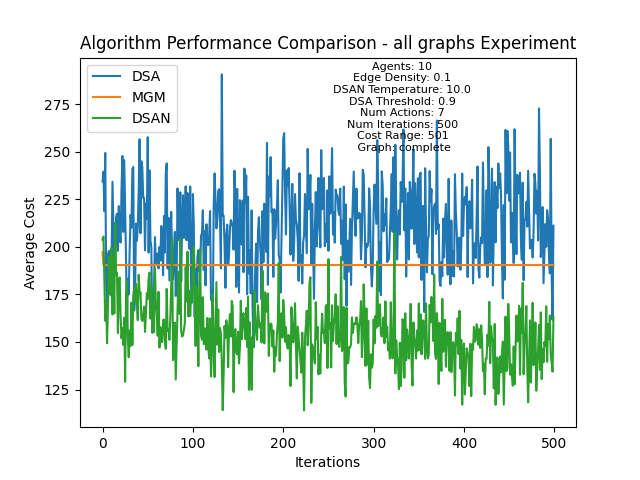 Algorithm Performance Comparison - all graphs Experiment
DSA
MGM
DSAN
Agents: 10
Edge Density: 0.1
DSAN Temperature: 10.0
DSA Threshold: 0.9
Num Actions: 7
Num Iterations: 500
Cost Range: 501
Graph: complete
Average Cost
275
250
225
200
175
150
125
0
100
200
300
400
500
Iterations